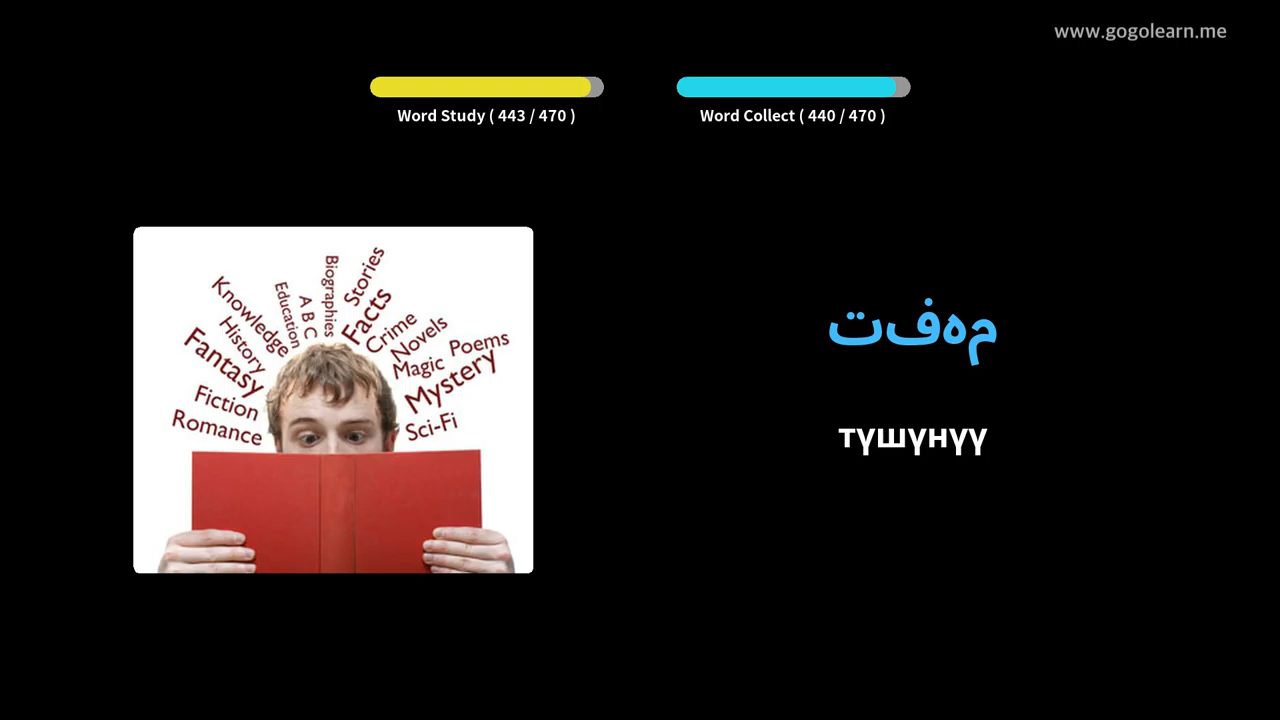 www.gogolearn.me
Word Study ( 443 / 470 )
Word Collect ( 440 / 470 )
Knowledge
History
Fantasy
Fiction
Romance
Education
A B C
Biographies
Stories
Facts
Crime
Novels
Magic
Poems
Mystery
Sci-Fi
مهفت
түшүнүү